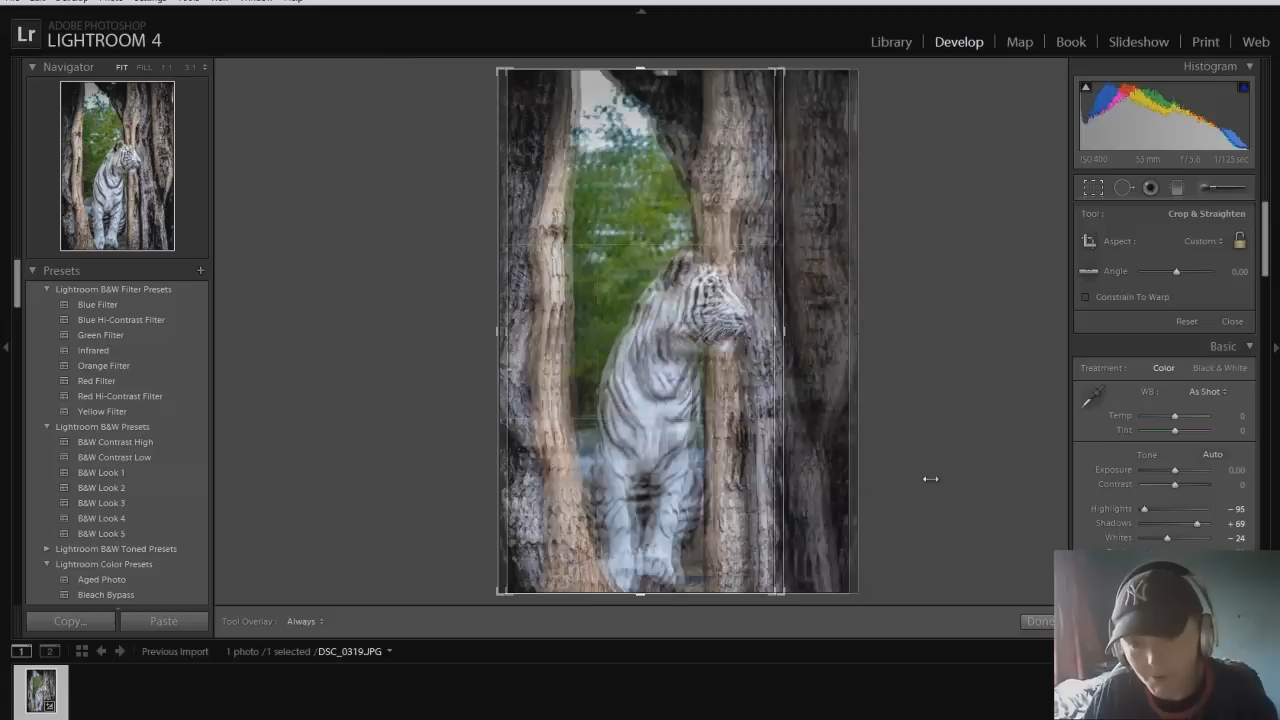 ADOBE PHOTOSHOP
Lr LIGHTROOM 4
Library Develop Map Book Slideshow Print Web
Navigator FIT FILL 1:1 3:1
Histogram
ISO 400 55 mm f/5.6 1/125 sec
Tool: Crop & Straighten
Aspect: Custom
Angle 0.00
Constrain To Warp
Reset Close
Presets +
Lightroom B&W Filter Presets
Blue Filter
Blue Hi-Contrast Filter
Green Filter
Infrared
Orange Filter
Red Filter
Red Hi-Contrast Filter
Yellow Filter
Lightroom B&W Presets
B&W Contrast High
B&W Contrast Low
B&W Look 1
B&W Look 2
B&W Look 3
B&W Look 4
B&W Look 5
Lightroom B&W Toned Presets
Lightroom Color Presets
Aged Photo
Bleach Bypass
Basic
Treatment: Color Black & White
WB: As Shot
Temp 0
Tint 0
Tone Auto
Exposure 0.00
Contrast 0
Highlights - 95
Shadows + 69
Whites - 24
Copy... Paste
Tool Overlay: Always
Done
1 2 Previous Import 1 photo /1 selected /DSC_0319.JPG
NY